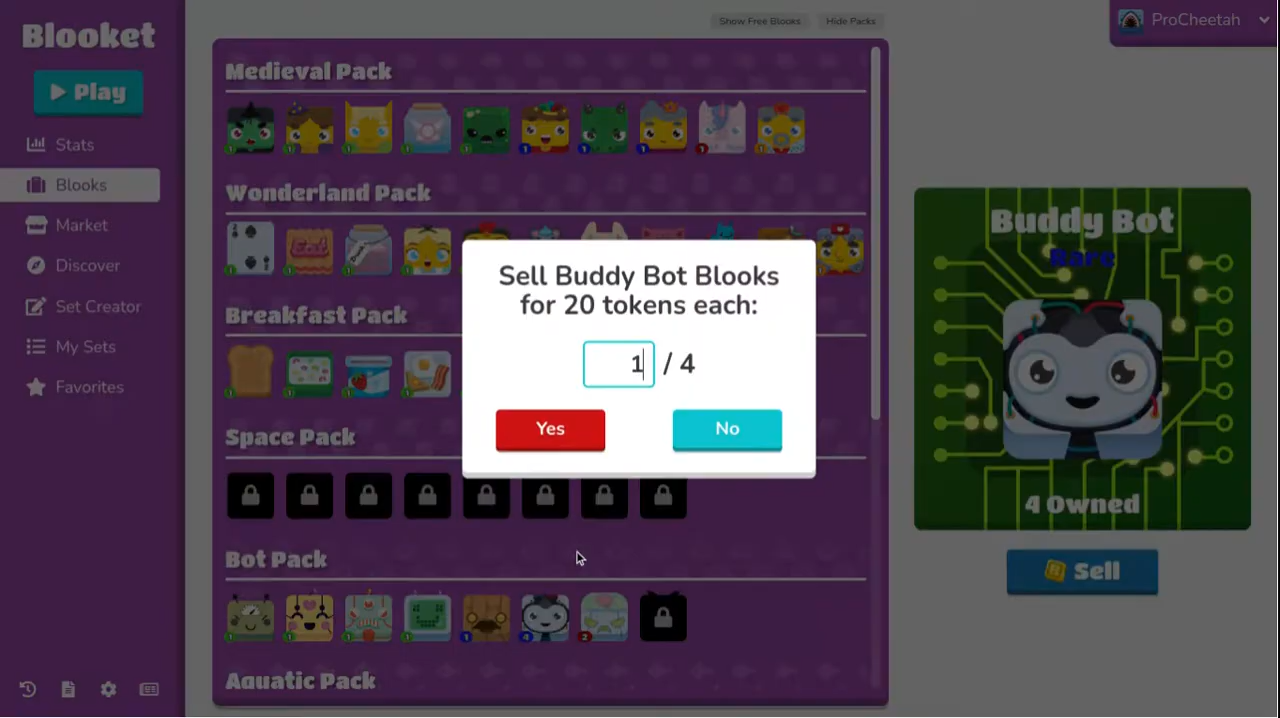 Blooket
Play
Stats
Blooks
Market
Discover
Set Creator
My Sets
Favorites
Show Free Blooks
Hide Packs
ProCheetah
Medieval Pack
Wonderland Pack
Breakfast Pack
Space Pack
Bot Pack
Aquatic Pack
Sell Buddy Bot Blooks
for 20 tokens each:
1 / 4
Yes
No
Buddy Bot
Rare
4 Owned
Sell